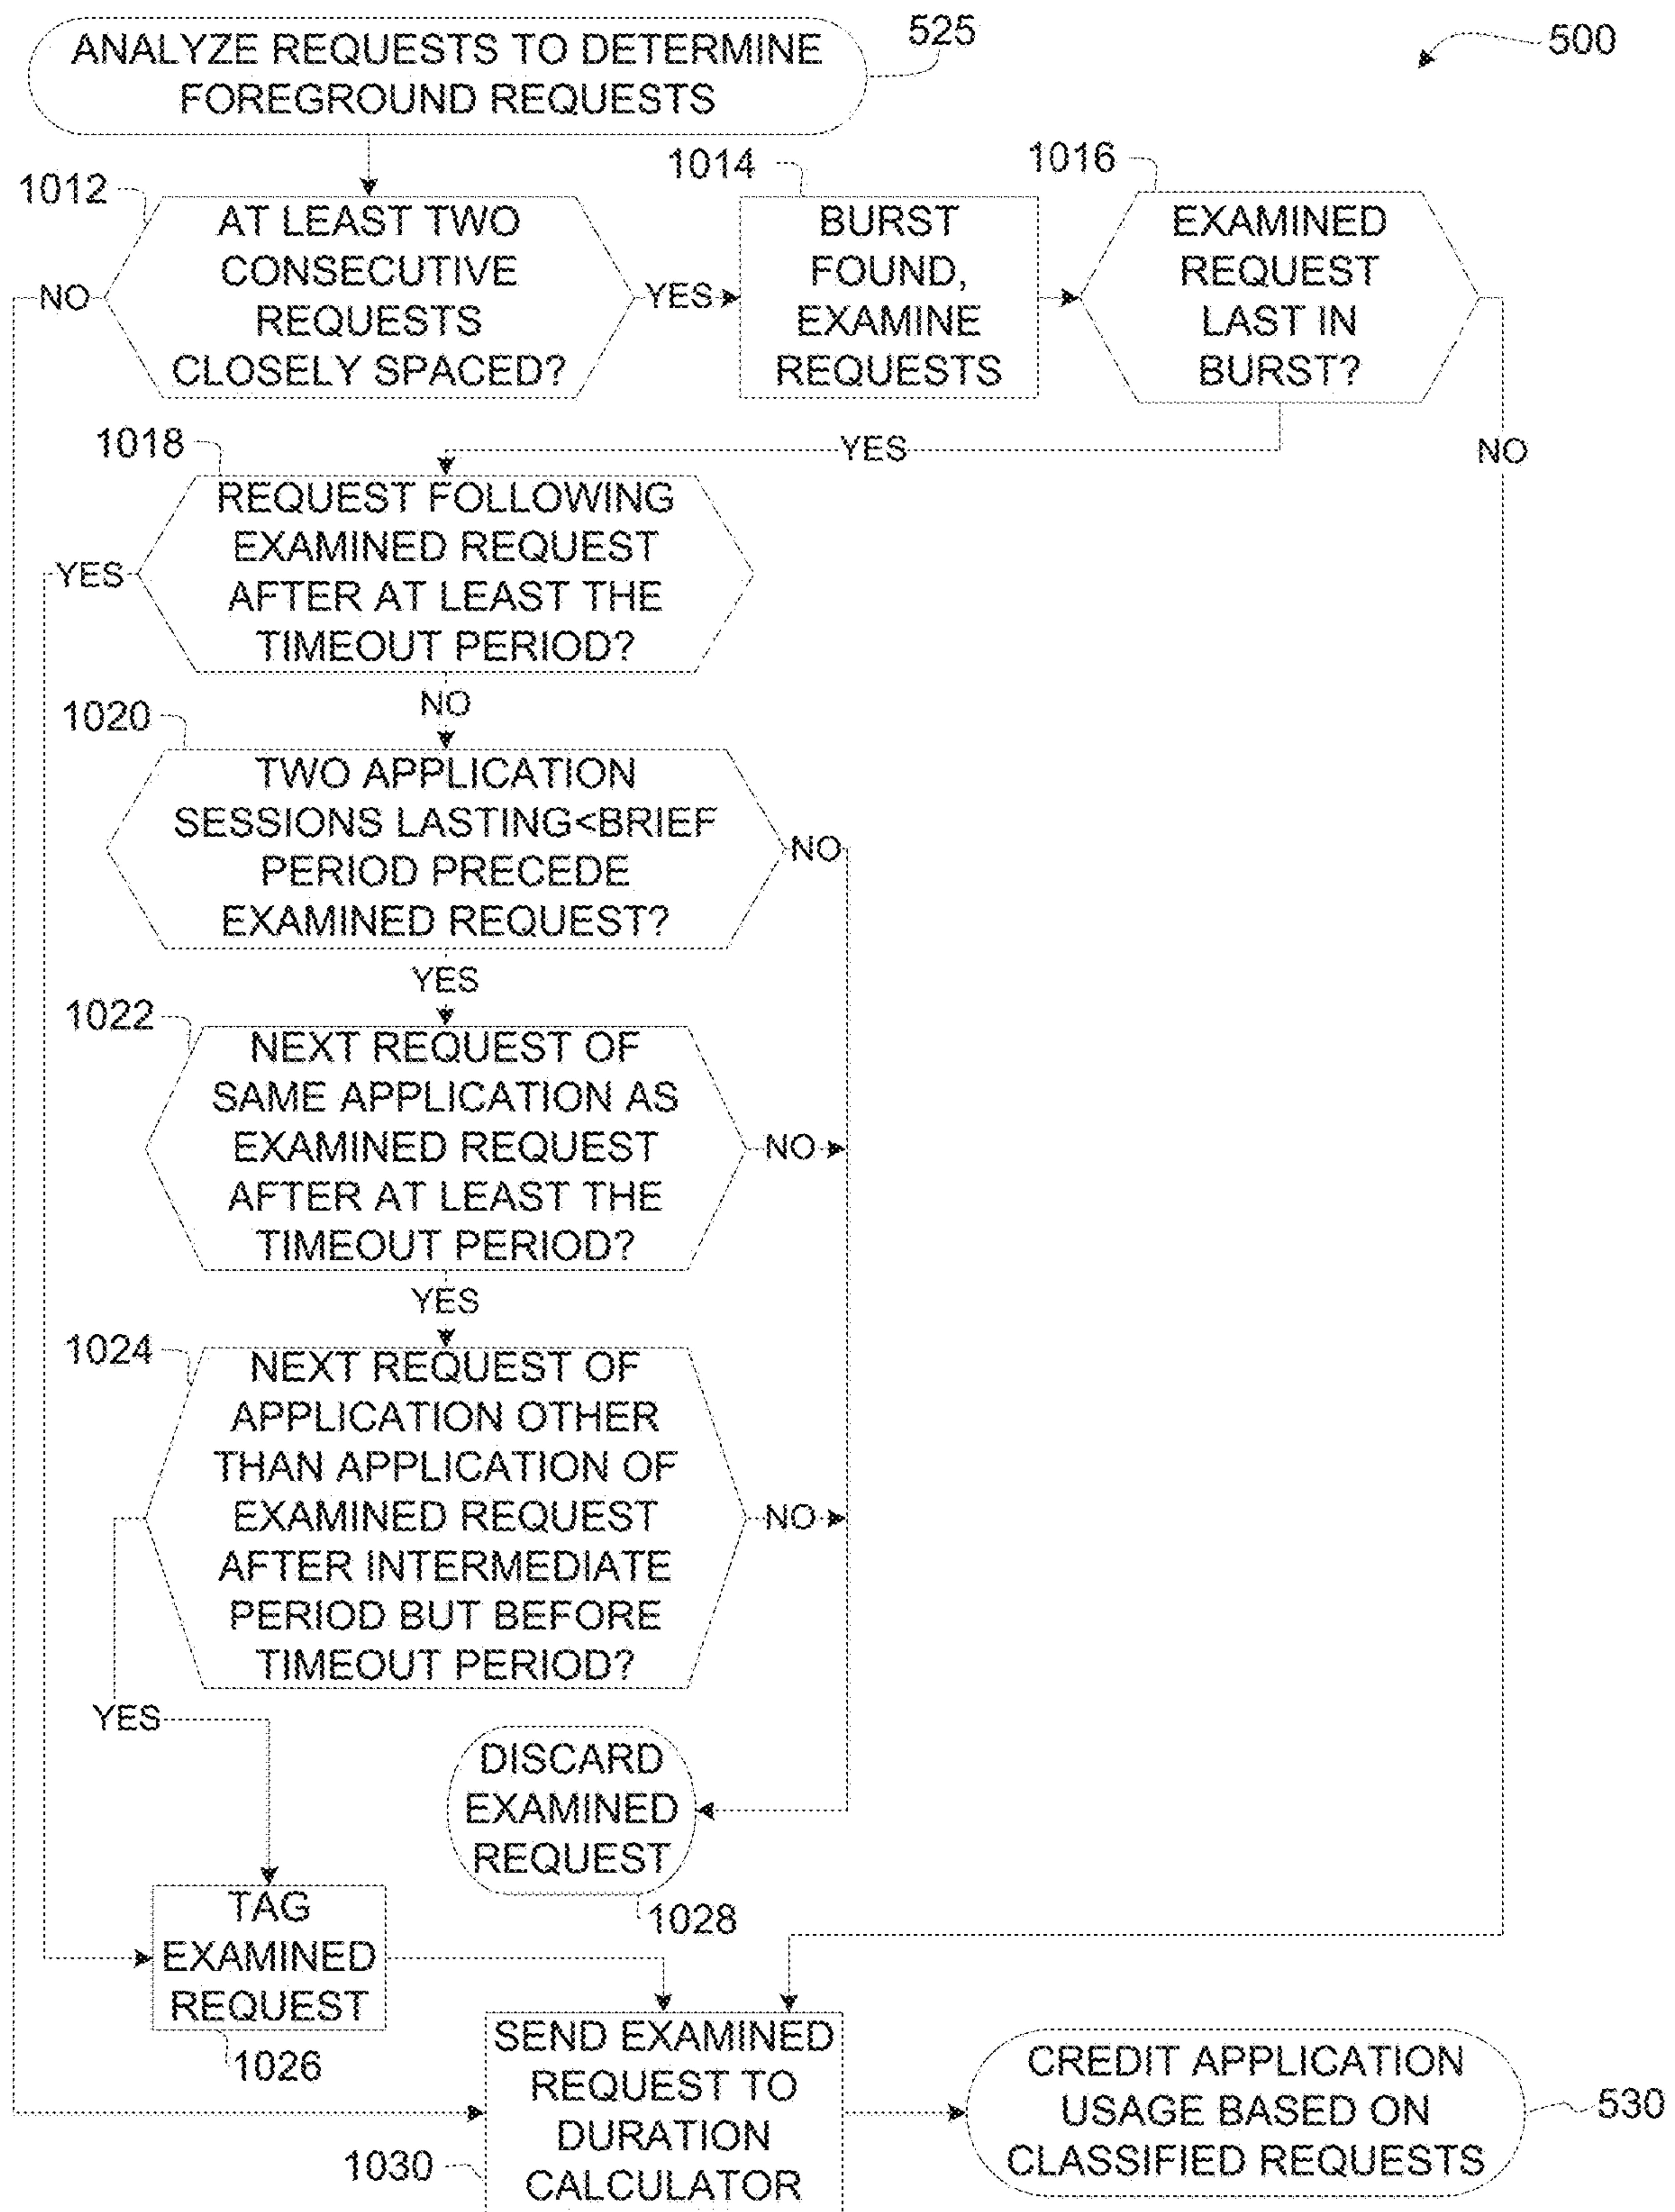 ANALYZE REQUESTS TO DETERMINE
FOREGROUND REQUESTS
525
500
1012
AT LEAST TWO
CONSECUTIVE
REQUESTS
CLOSELY SPACED?
NO
YES
1014
BURST
FOUND,
EXAMINE
REQUESTS
1016
EXAMINED
REQUEST
LAST IN
BURST?
YES
NO
1018
REQUEST FOLLOWING
EXAMINED REQUEST
AFTER AT LEAST THE
TIMEOUT PERIOD?
YES
NO
1020
TWO APPLICATION
SESSIONS LASTING<BRIEF
PERIOD PRECEDE
EXAMINED REQUEST?
NO
YES
1022
NEXT REQUEST OF
SAME APPLICATION AS
EXAMINED REQUEST
AFTER AT LEAST THE
TIMEOUT PERIOD?
NO
YES
1024
NEXT REQUEST OF
APPLICATION OTHER
THAN APPLICATION OF
EXAMINED REQUEST
AFTER INTERMEDIATE
PERIOD BUT BEFORE
TIMEOUT PERIOD?
NO
YES
DISCARD
EXAMINED
REQUEST
1028
TAG
EXAMINED
REQUEST
1026
SEND EXAMINED
REQUEST TO
DURATION
CALCULATOR
1030
CREDIT APPLICATION
USAGE BASED ON
CLASSIFIED REQUESTS
530